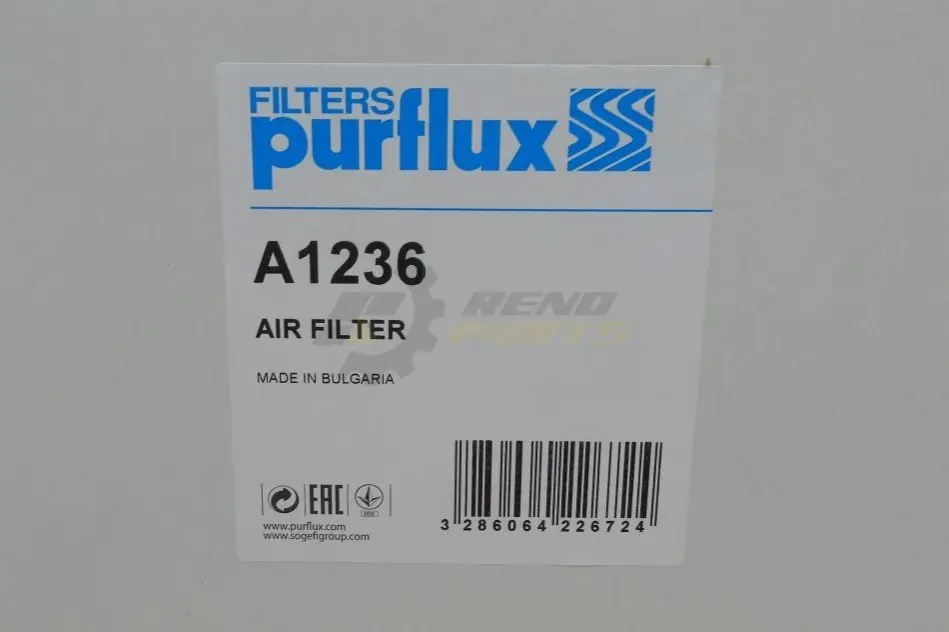 FILTERS
purflux
A1236
RENO
PARTS
AIR FILTER
MADE IN BULGARIA
EAC
www.purflux.com
www.sogefigroup.com
3 286064 226724